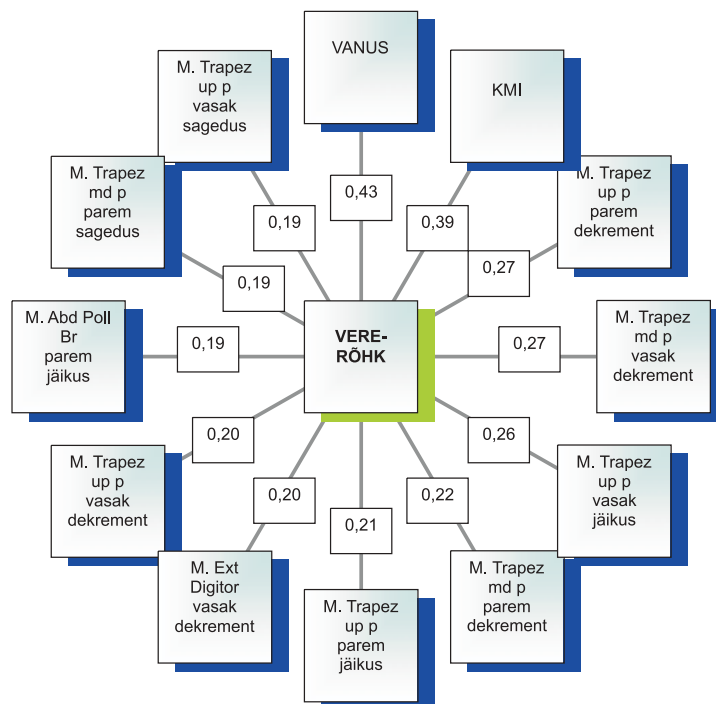 VANUS
0,43
KMI
0,39
M. Trapez
up p
parem
dekrement
0,27
M. Trapez
md p
vasak
dekrement
0,27
M. Trapez
up p
vasak
jäikus
0,26
M. Trapez
md p
parem
dekrement
0,22
M. Trapez
up p
parem
jäikus
0,21
M. Ext
Digitor
vasak
dekrement
0,20
M. Trapez
up p
vasak
dekrement
0,20
M. Abd Poll
Br
parem
jäikus
0,19
M. Trapez
md p
parem
sagedus
0,19
M. Trapez
up p
vasak
sagedus
0,19
VERE-
RÕHK